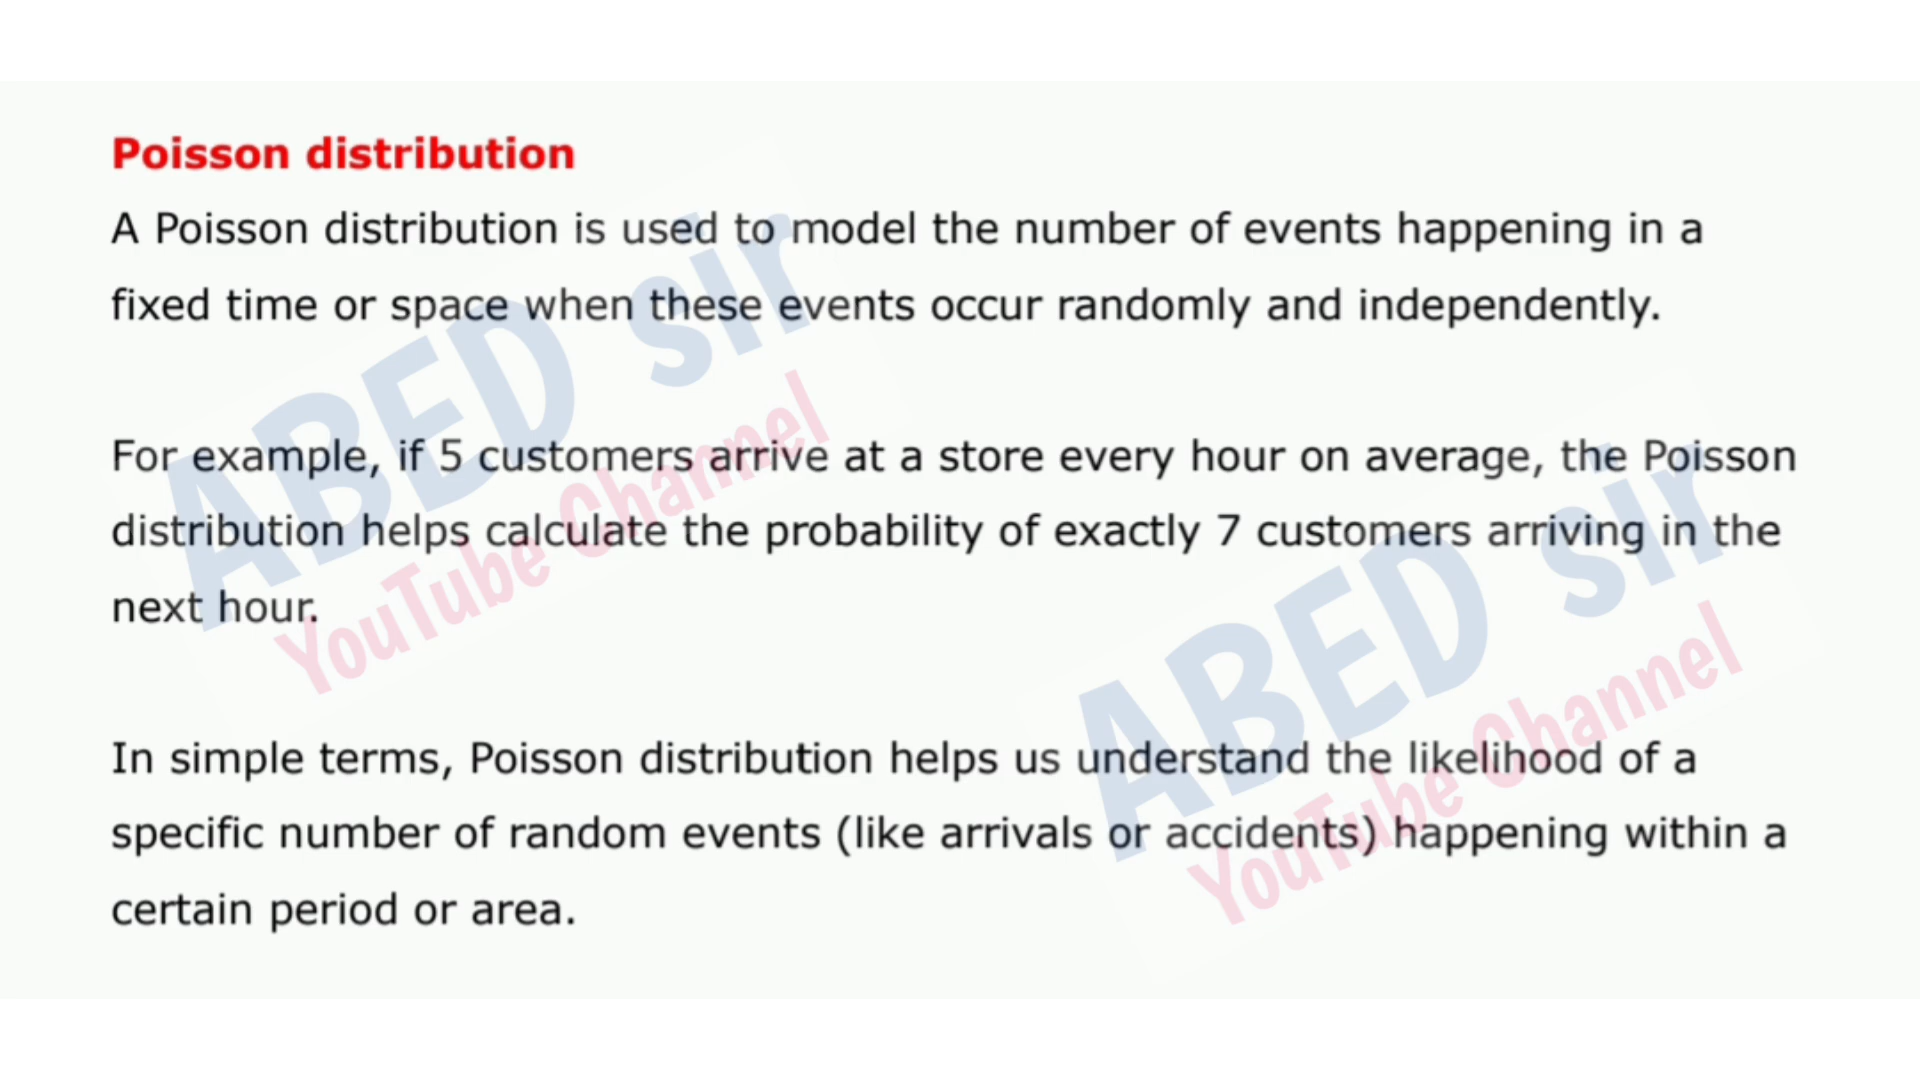 Poisson distribution
A Poisson distribution is used to model the number of events happening in a
fixed time or space when these events occur randomly and independently.
For example, if 5 customers arrive at a store every hour on average, the Poisson
distribution helps calculate the probability of exactly 7 customers arriving in the
next hour.
In simple terms, Poisson distribution helps us understand the likelihood of a
specific number of random events (like arrivals or accidents) happening within a
certain period or area.
ABED sir
YouTube Channel
ABED sir
YouTube Channel